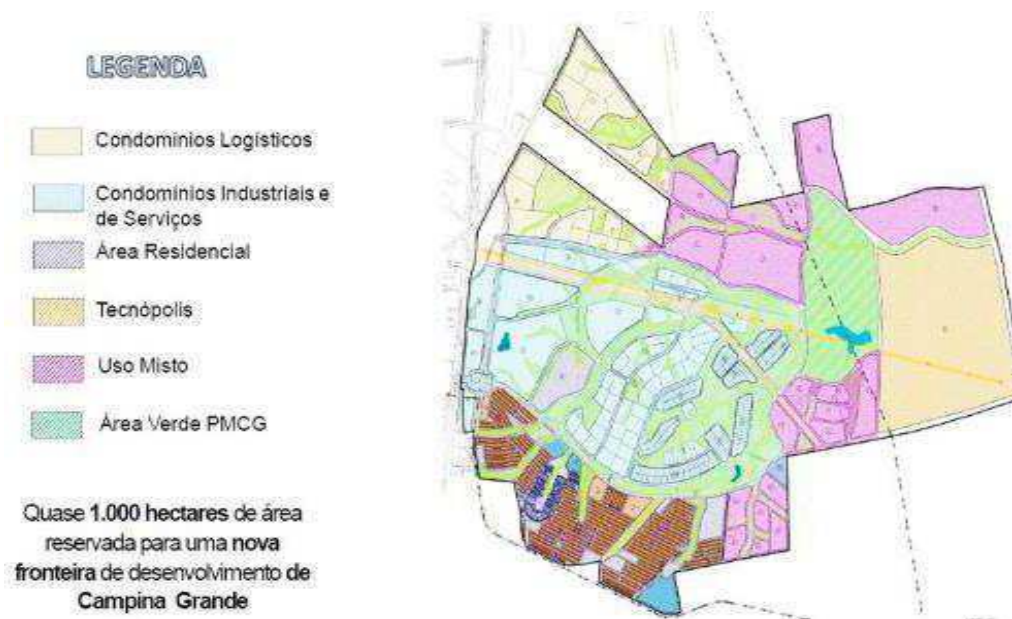 LEGENDA
Condomínios Logísticos
Condomínios Industriais e
de Serviços
Área Residencial
Tecnópolis
Uso Misto
Área Verde PMCG
Quase 1.000 hectares de área
reservada para uma nova
fronteira de desenvolvimento de
Campina Grande